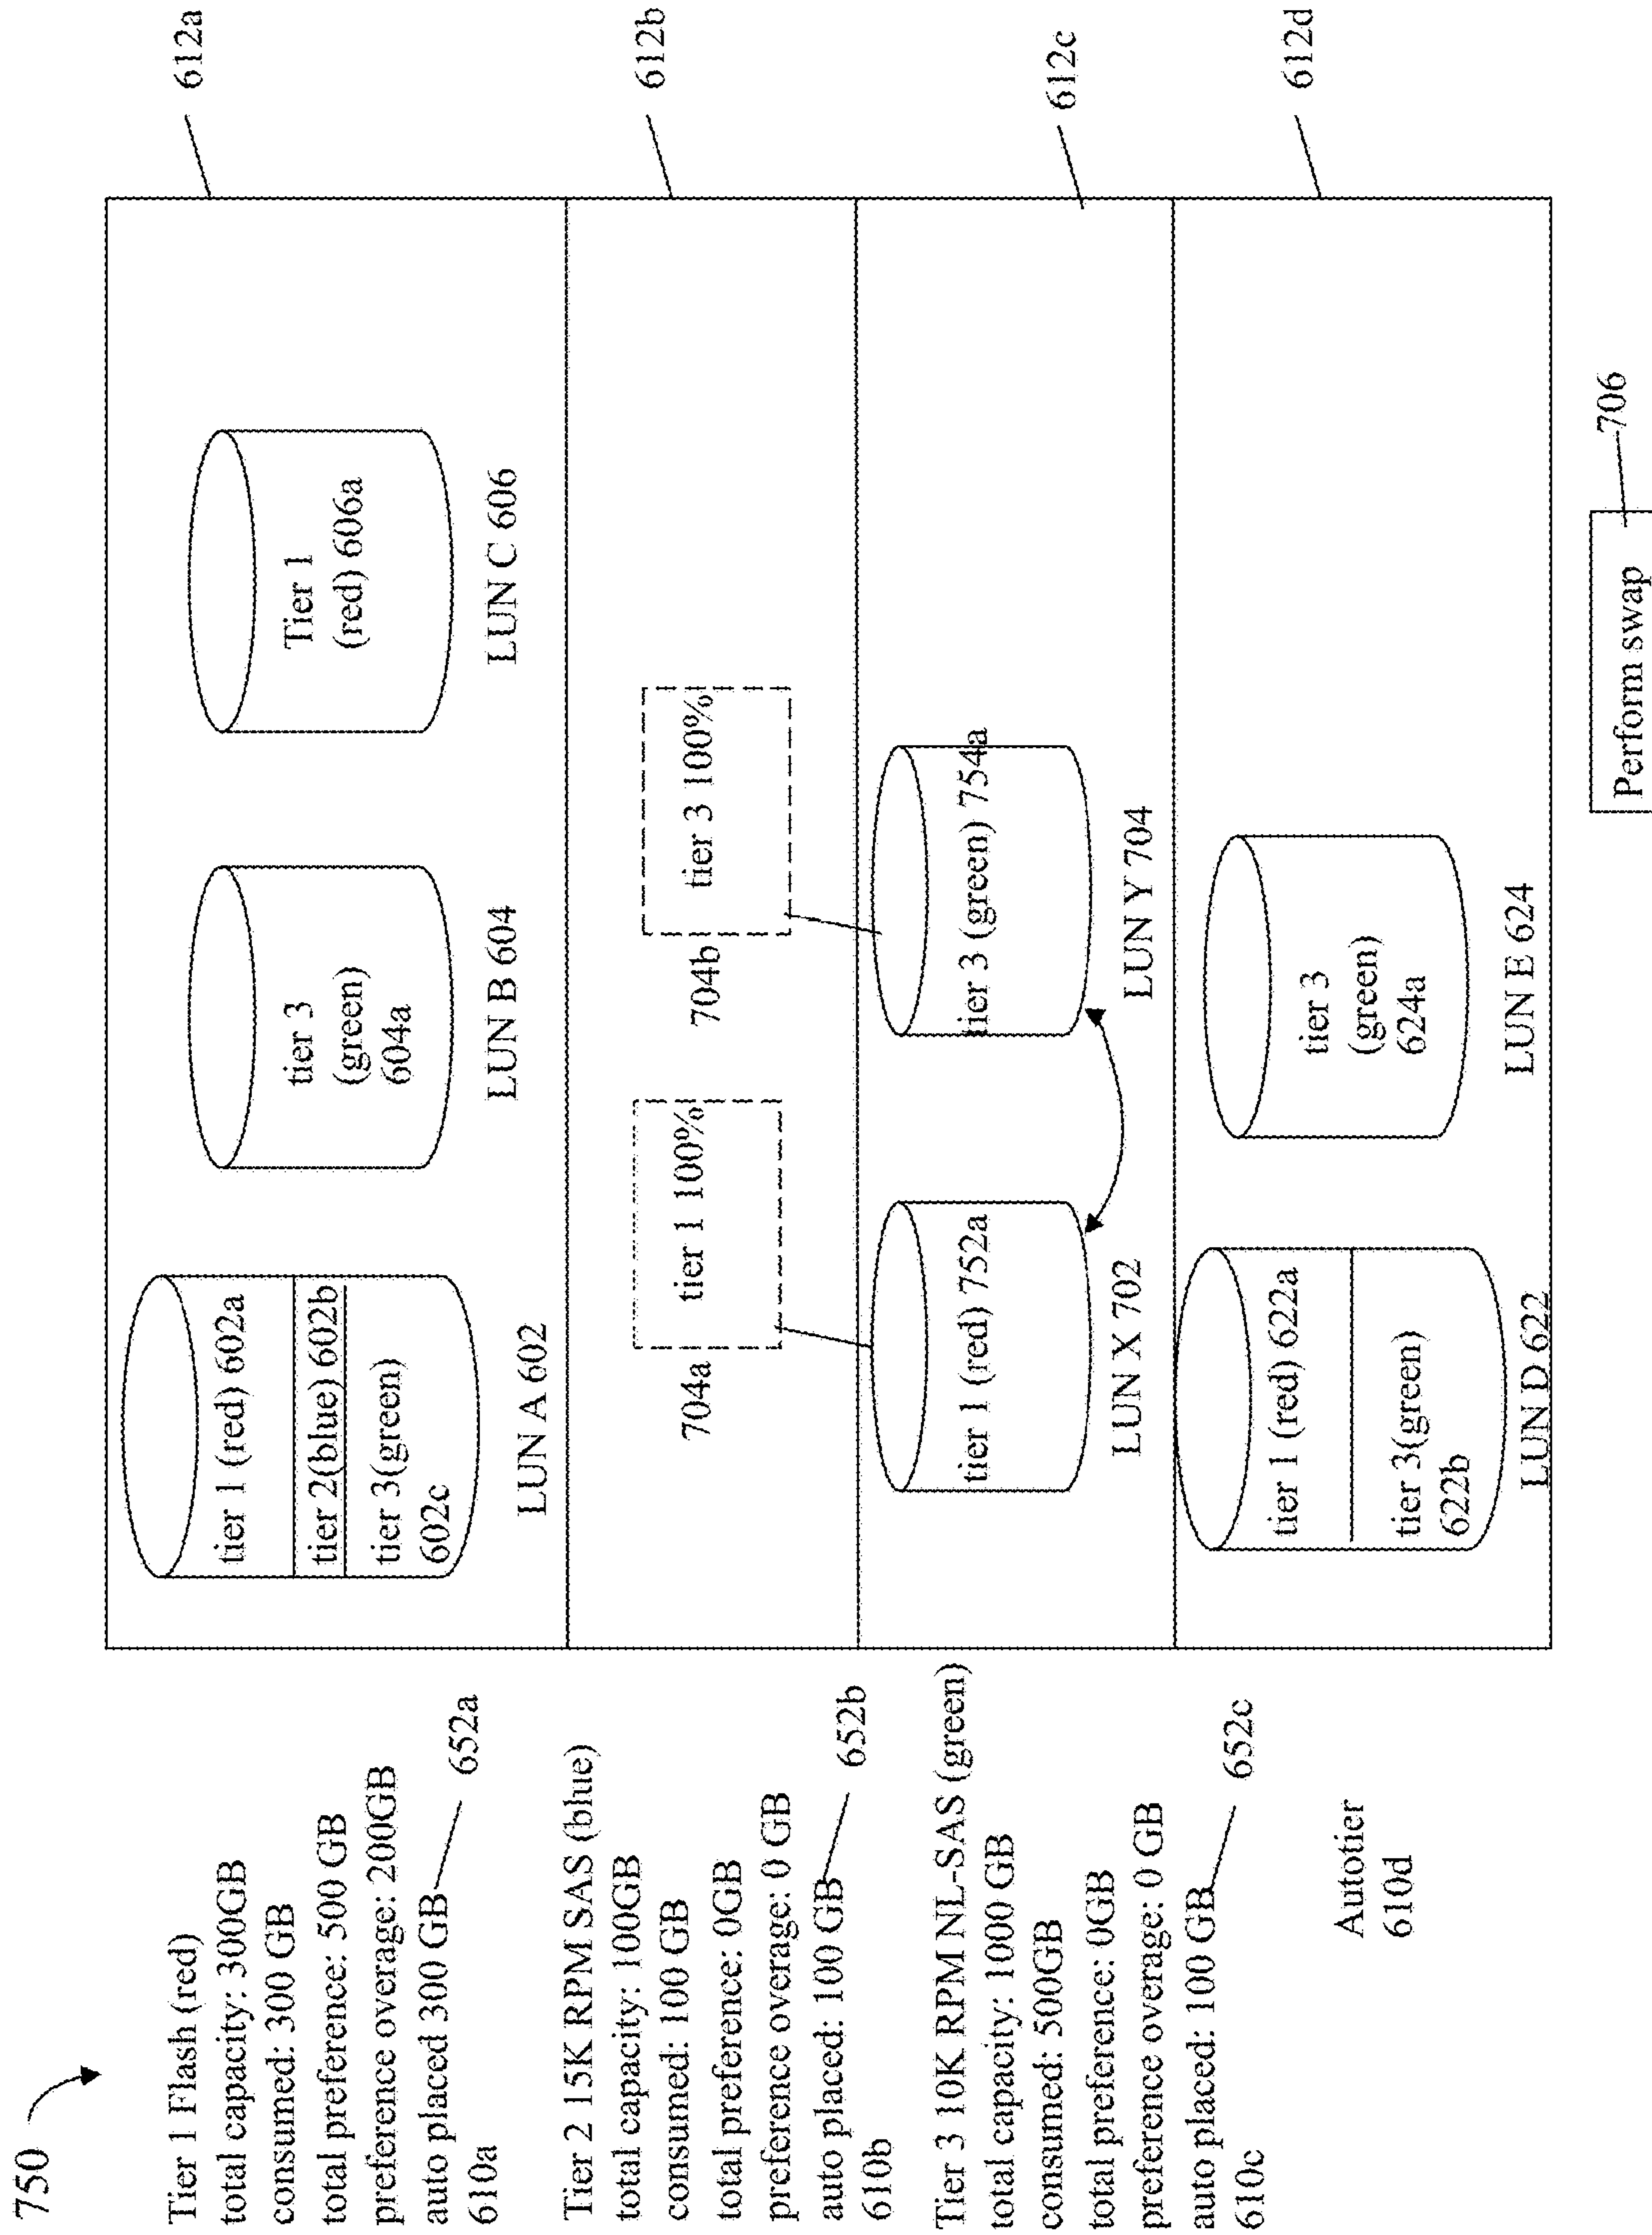 750
Tier 1 Flash (red)
total capacity: 300GB
consumed: 300 GB
total preference: 500 GB
preference overage: 200GB
auto placed 300 GB
610a
652a
Tier 2 15K RPM SAS (blue)
total capacity: 100GB
consumed: 100 GB
total preference: 0GB
preference overage: 0 GB
auto placed: 100 GB
610b
652b
Tier 3 10K RPM NL-SAS (green)
total capacity: 1000 GB
consumed: 500GB
total preference: 0GB
preference overage: 0 GB
auto placed: 100 GB
610c
652c
Autotier
610d
tier 1 (red) 602a
tier 2(blue) 602b
tier 3(green)
602c
LUN A 602
tier 3
(green)
604a
LUN B 604
Tier 1
(red) 606a
LUN C 606
612a
704a
tier 1 100%
704b
tier 3 100%
612b
tier 1 (red) 752a
LUN X 702
tier 3 (green) 754a
LUN Y 704
612c
tier 1 (red) 622a
tier 3(green)
622b
LUN D 622
tier 3
(green)
624a
LUN E 624
612d
Perform swap
706